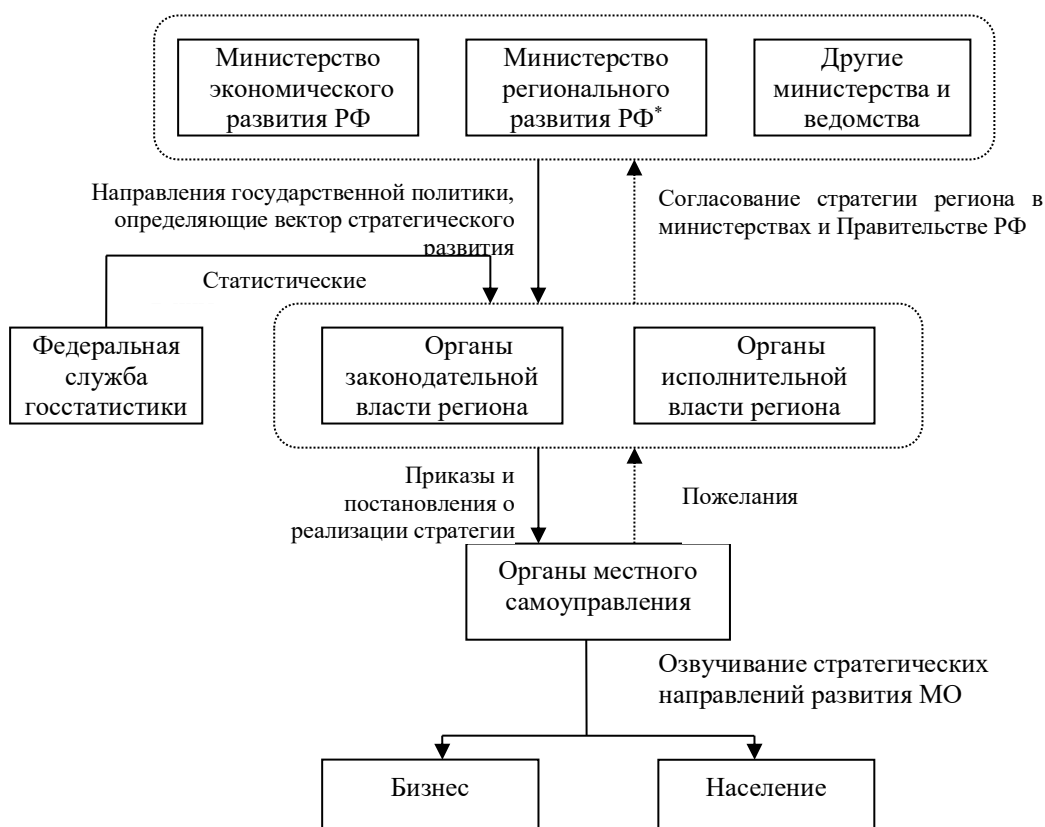 Министерство
экономического
развития РФ
Министерство
регионального
развития РФ*
Другие
министерства и
ведомства
Направления государственной политики,
определяющие вектор стратегического
развития
Согласование стратегии региона в
министерствах и Правительстве РФ
Статистические
Федеральная
служба
госстатистики
Органы
законодательной
власти региона
Органы
исполнительной
власти региона
Приказы и
постановления о
реализации стратегии
Пожелания
Органы местного
самоуправления
Озвучивание стратегических
направлений развития МО
Бизнес
Население